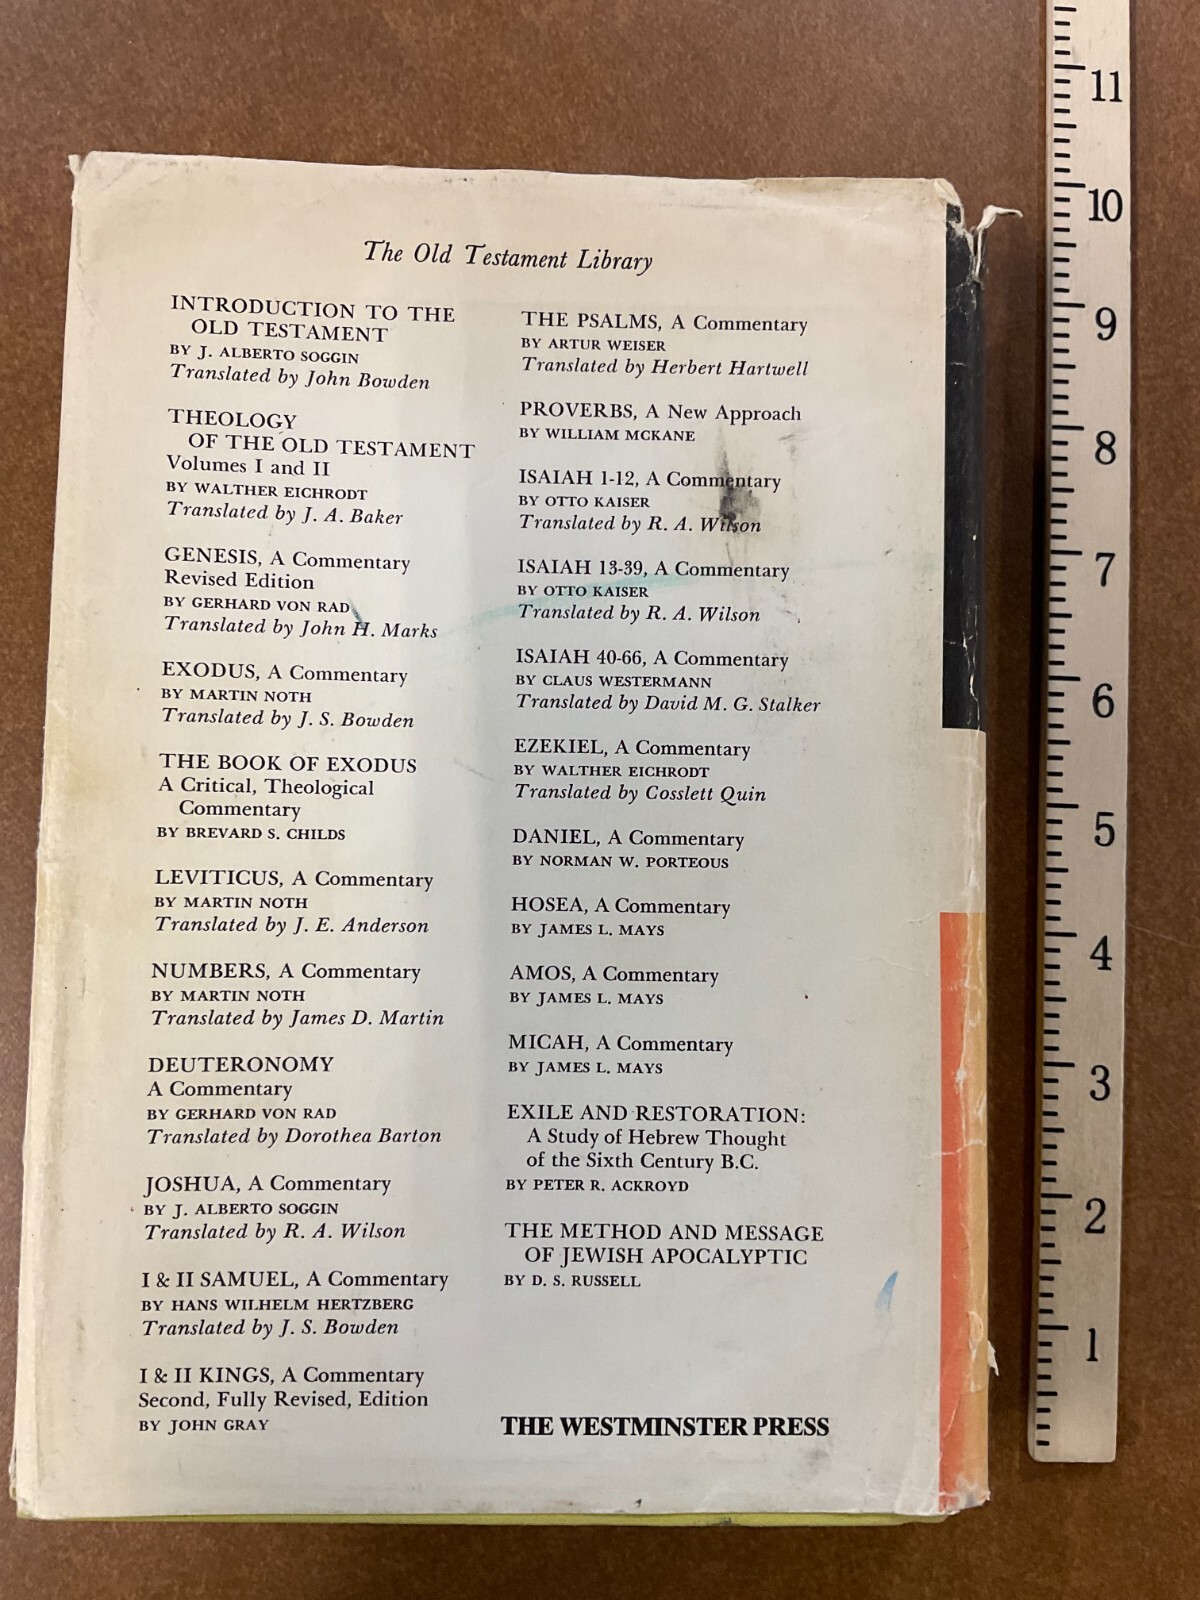 The Old Testament Library
INTRODUCTION TO THE
OLD TESTAMENT
BY J. ALBERTO SOGGIN
Translated by John Bowden
THEOLOGY
OF THE OLD TESTAMENT
Volumes I and II
BY WALTHER EICHRODT
Translated by J. A. Baker
GENESIS, A Commentary
Revised Edition
BY GERHARD VON RAD
Translated by John H. Marks
EXODUS, A Commentary
BY MARTIN NOTH
Translated by J. S. Bowden
THE BOOK OF EXODUS
A Critical, Theological
Commentary
BY BREVARD S. CHILDS
LEVITICUS, A Commentary
BY MARTIN NOTH
Translated by J. E. Anderson
NUMBERS, A Commentary
BY MARTIN NOTH
Translated by James D. Martin
DEUTERONOMY
A Commentary
BY GERHARD VON RAD
Translated by Dorothea Barton
JOSHUA, A Commentary
BY J. ALBERTO SOGGIN
Translated by R. A. Wilson
I & II SAMUEL, A Commentary
BY HANS WILHELM HERTZBERG
Translated by J. S. Bowden
I & II KINGS, A Commentary
Second, Fully Revised, Edition
BY JOHN GRAY
THE PSALMS, A Commentary
BY ARTUR WEISER
Translated by Herbert Hartwell
PROVERBS, A New Approach
BY WILLIAM MCKANE
ISAIAH 1-12, A Commentary
BY OTTO KAISER
Translated by R. A. Wilson
ISAIAH 13-39, A Commentary
BY OTTO KAISER
Translated by R. A. Wilson
ISAIAH 40-66, A Commentary
BY CLAUS WESTERMANN
Translated by David M. G. Stalker
EZEKIEL, A Commentary
BY WALTHER EICHRODT
Translated by Cosslett Quin
DANIEL, A Commentary
BY NORMAN W. PORTEOUS
HOSEA, A Commentary
BY JAMES L. MAYS
AMOS, A Commentary
BY JAMES L. MAYS
MICAH, A Commentary
BY JAMES L. MAYS
EXILE AND RESTORATION:
A Study of Hebrew Thought
of the Sixth Century B.C.
BY PETER R. ACKROYD
THE METHOD AND MESSAGE
OF JEWISH APOCALYPTIC
BY D. S. RUSSELL
THE WESTMINSTER PRESS
11
10
9
8
7
6
5
4
3
2
1